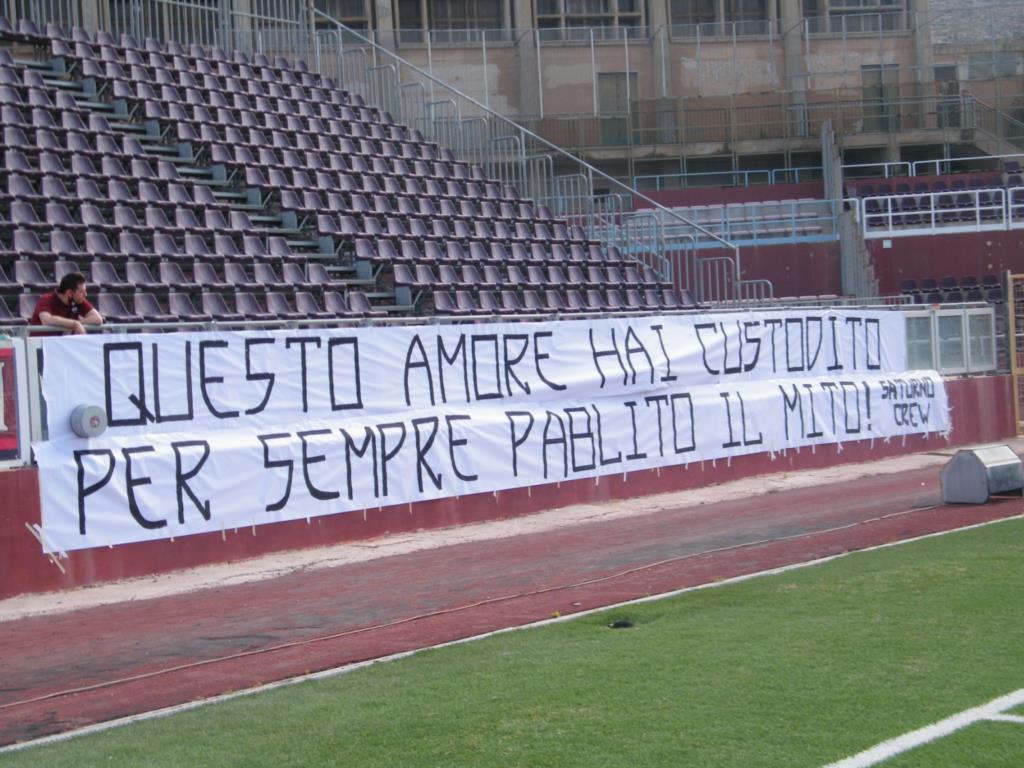 QUESTO AMORE HAI CUSTODITO
PER SEMPRE PABLITO IL MITO! SATURNO
CREW